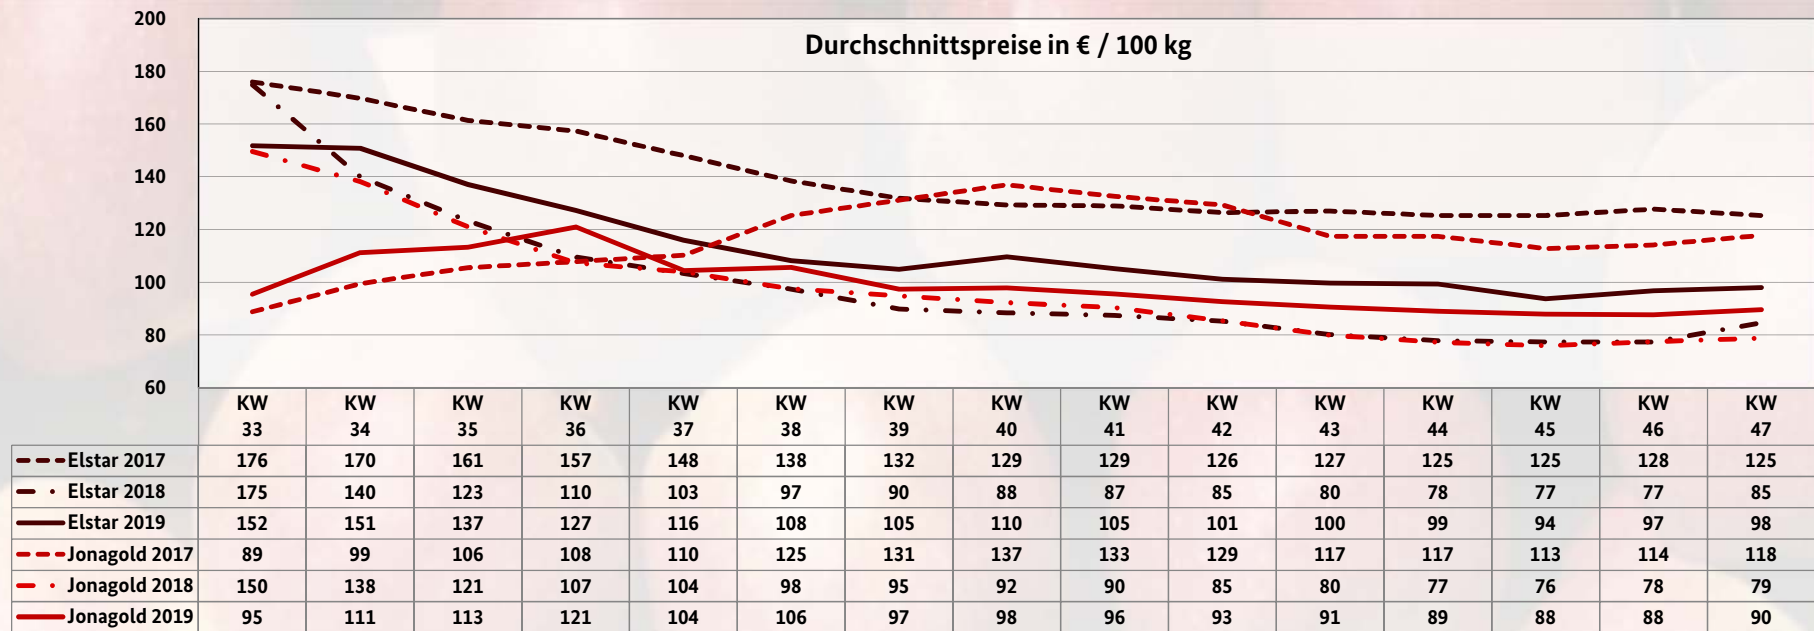 Durchschnittspreise in € / 100 kg
200
180
160
140
120
100
80
60
KW 33 KW 34 KW 35 KW 36 KW 37 KW 38 KW 39 KW 40 KW 41 KW 42 KW 43 KW 44 KW 45 KW 46 KW 47
Elstar 2017 176 170 161 157 148 138 132 129 129 126 127 125 125 128 125
Elstar 2018 175 140 123 110 103 97 90 88 87 85 80 78 77 77 85
Elstar 2019 152 151 137 127 116 108 105 110 105 101 100 99 94 97 98
Jonagold 2017 89 99 106 108 110 125 131 137 133 129 117 117 113 114 118
Jonagold 2018 150 138 121 107 104 98 95 92 90 85 80 77 76 78 79
Jonagold 2019 95 111 113 121 104 106 97 98 96 93 91 89 88 88 90